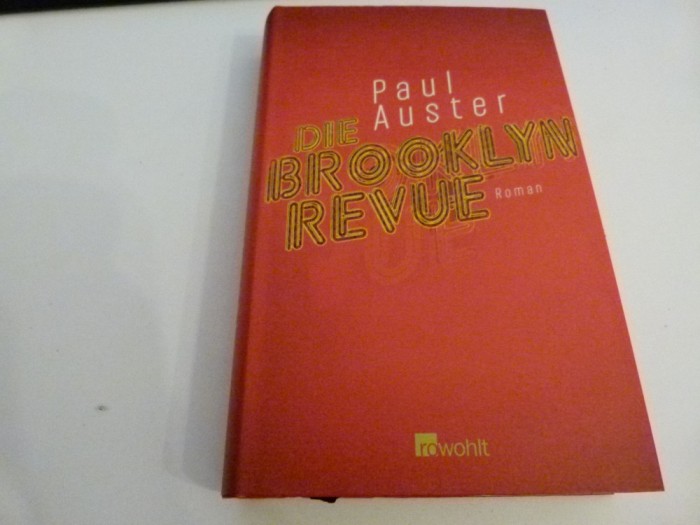 Paul
Auster
DIE
BROOKLYN
REVUE
Roman
rowohlt